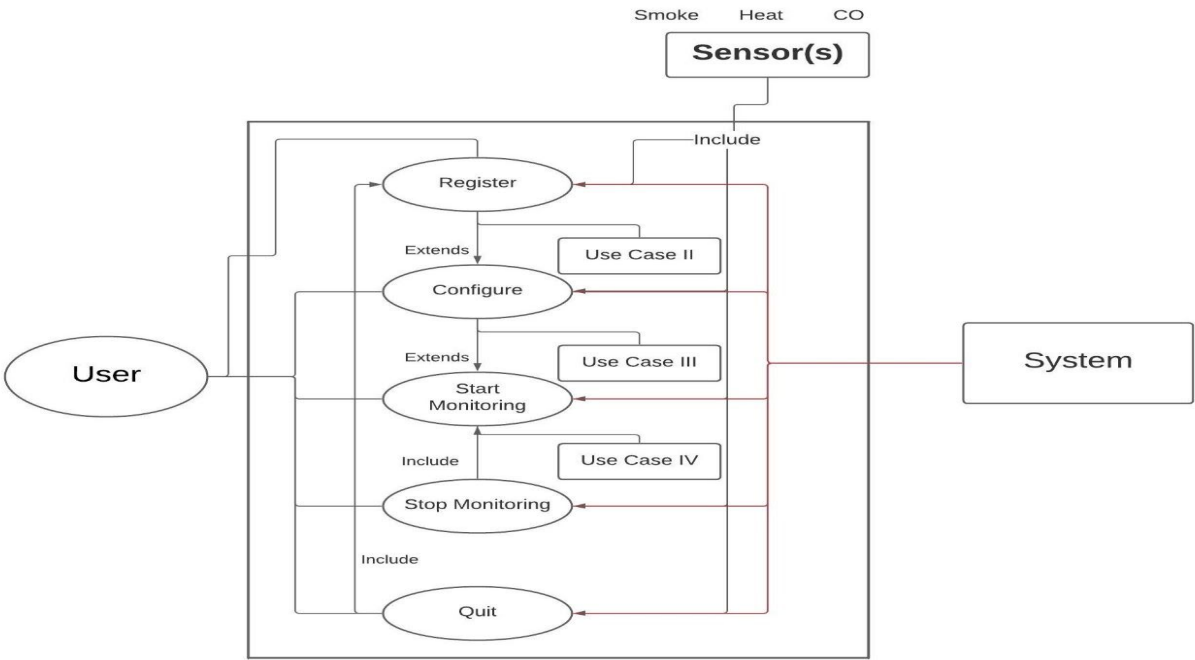 Smoke Heat CO
Sensor(s)
Include
Register
Extends
Use Case II
Configure
Extends
Use Case III
User
System
Start
Monitoring
Include
Use Case IV
Stop Monitoring
Include
Quit